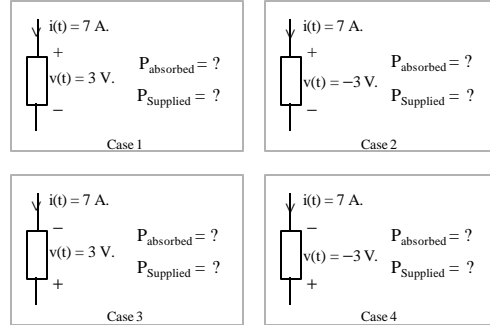 i(t) = 7 A.
+
v(t) = 3 V.
−
P_absorbed = ?
P_Supplied = ?
Case 1
i(t) = 7 A.
+
v(t) = −3 V.
−
P_absorbed = ?
P_Supplied = ?
Case 2
i(t) = 7 A.
−
v(t) = 3 V.
+
P_absorbed = ?
P_Supplied = ?
Case 3
i(t) = 7 A.
−
v(t) = −3 V.
+
P_absorbed = ?
P_Supplied = ?
Case 4